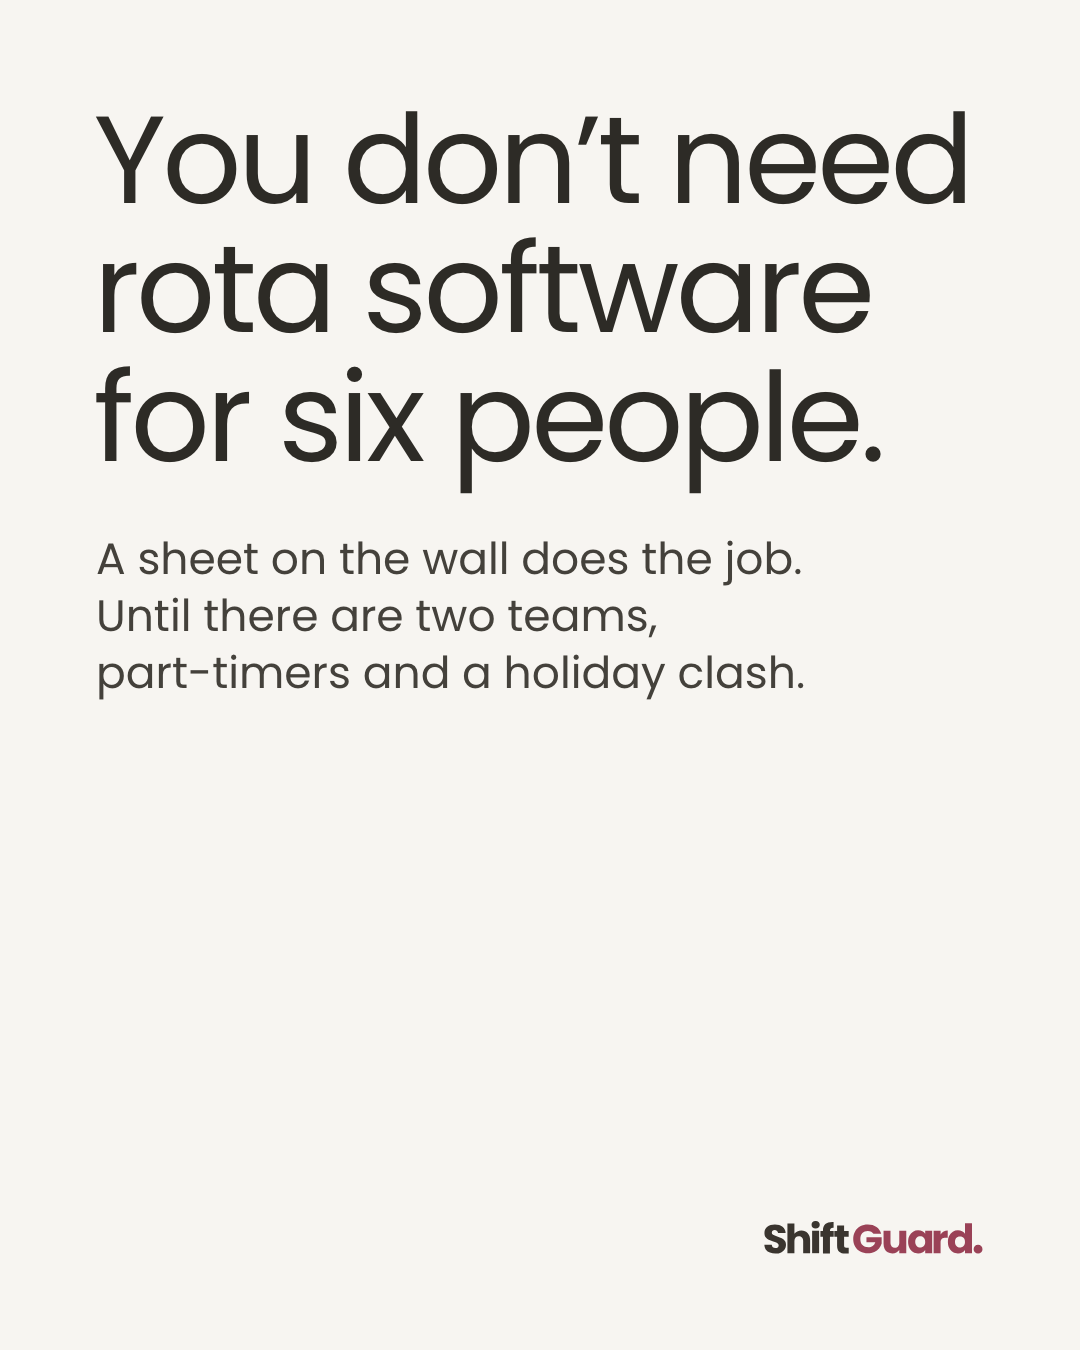 You don’t need
rota software
for six people.
A sheet on the wall does the job.
Until there are two teams,
part-timers and a holiday clash.
ShiftGuard.